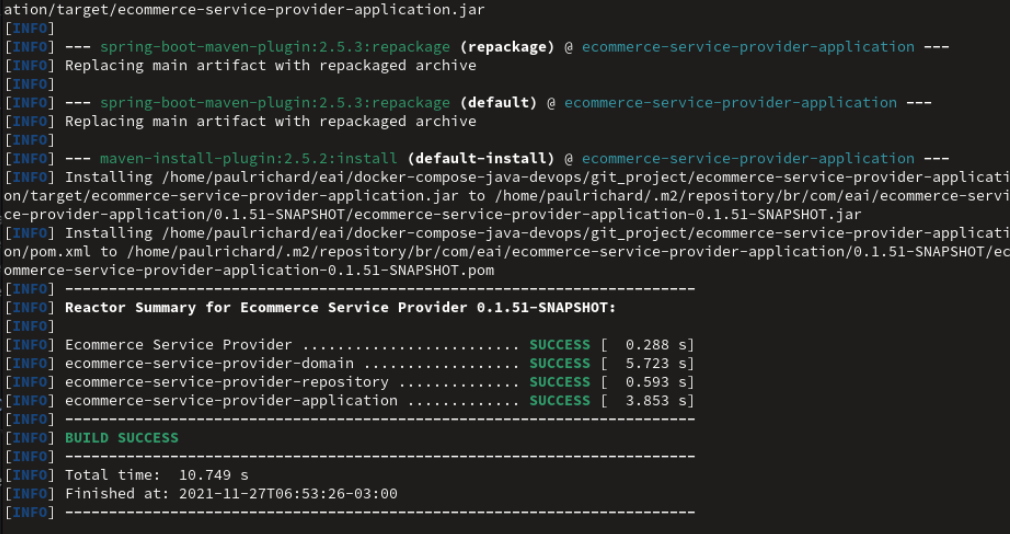 ation/target/ecommerce-service-provider-application.jar
[INFO]
[INFO] --- spring-boot-maven-plugin:2.5.3:repackage (repackage) @ ecommerce-service-provider-application ---
[INFO] Replacing main artifact with repackaged archive
[INFO]
[INFO] --- spring-boot-maven-plugin:2.5.3:repackage (default) @ ecommerce-service-provider-application ---
[INFO] Replacing main artifact with repackaged archive
[INFO]
[INFO] --- maven-install-plugin:2.5.2:install (default-install) @ ecommerce-service-provider-application ---
[INFO] Installing /home/paulrichard/eai/docker-compose-java-devops/git_project/ecommerce-service-provider-applicati
on/target/ecommerce-service-provider-application.jar to /home/paulrichard/.m2/repository/br/com/eai/ecommerce-servi
ce-provider-application/0.1.51-SNAPSHOT/ecommerce-service-provider-application-0.1.51-SNAPSHOT.jar
[INFO] Installing /home/paulrichard/eai/docker-compose-java-devops/git_project/ecommerce-service-provider-applicati
on/pom.xml to /home/paulrichard/.m2/repository/br/com/eai/ecommerce-service-provider-application/0.1.51-SNAPSHOT/ec
ommerce-service-provider-application-0.1.51-SNAPSHOT.pom
[INFO] ------------------------------------------------------------------------
[INFO] Reactor Summary for Ecommerce Service Provider 0.1.51-SNAPSHOT:
[INFO]
[INFO] Ecommerce Service Provider ......................... SUCCESS [  0.288 s]
[INFO] ecommerce-service-provider-domain .................. SUCCESS [  5.723 s]
[INFO] ecommerce-service-provider-repository .............. SUCCESS [  0.593 s]
[INFO] ecommerce-service-provider-application ............. SUCCESS [  3.853 s]
[INFO] ------------------------------------------------------------------------
[INFO] BUILD SUCCESS
[INFO] ------------------------------------------------------------------------
[INFO] Total time:  10.749 s
[INFO] Finished at: 2021-11-27T06:53:26-03:00
[INFO] ------------------------------------------------------------------------